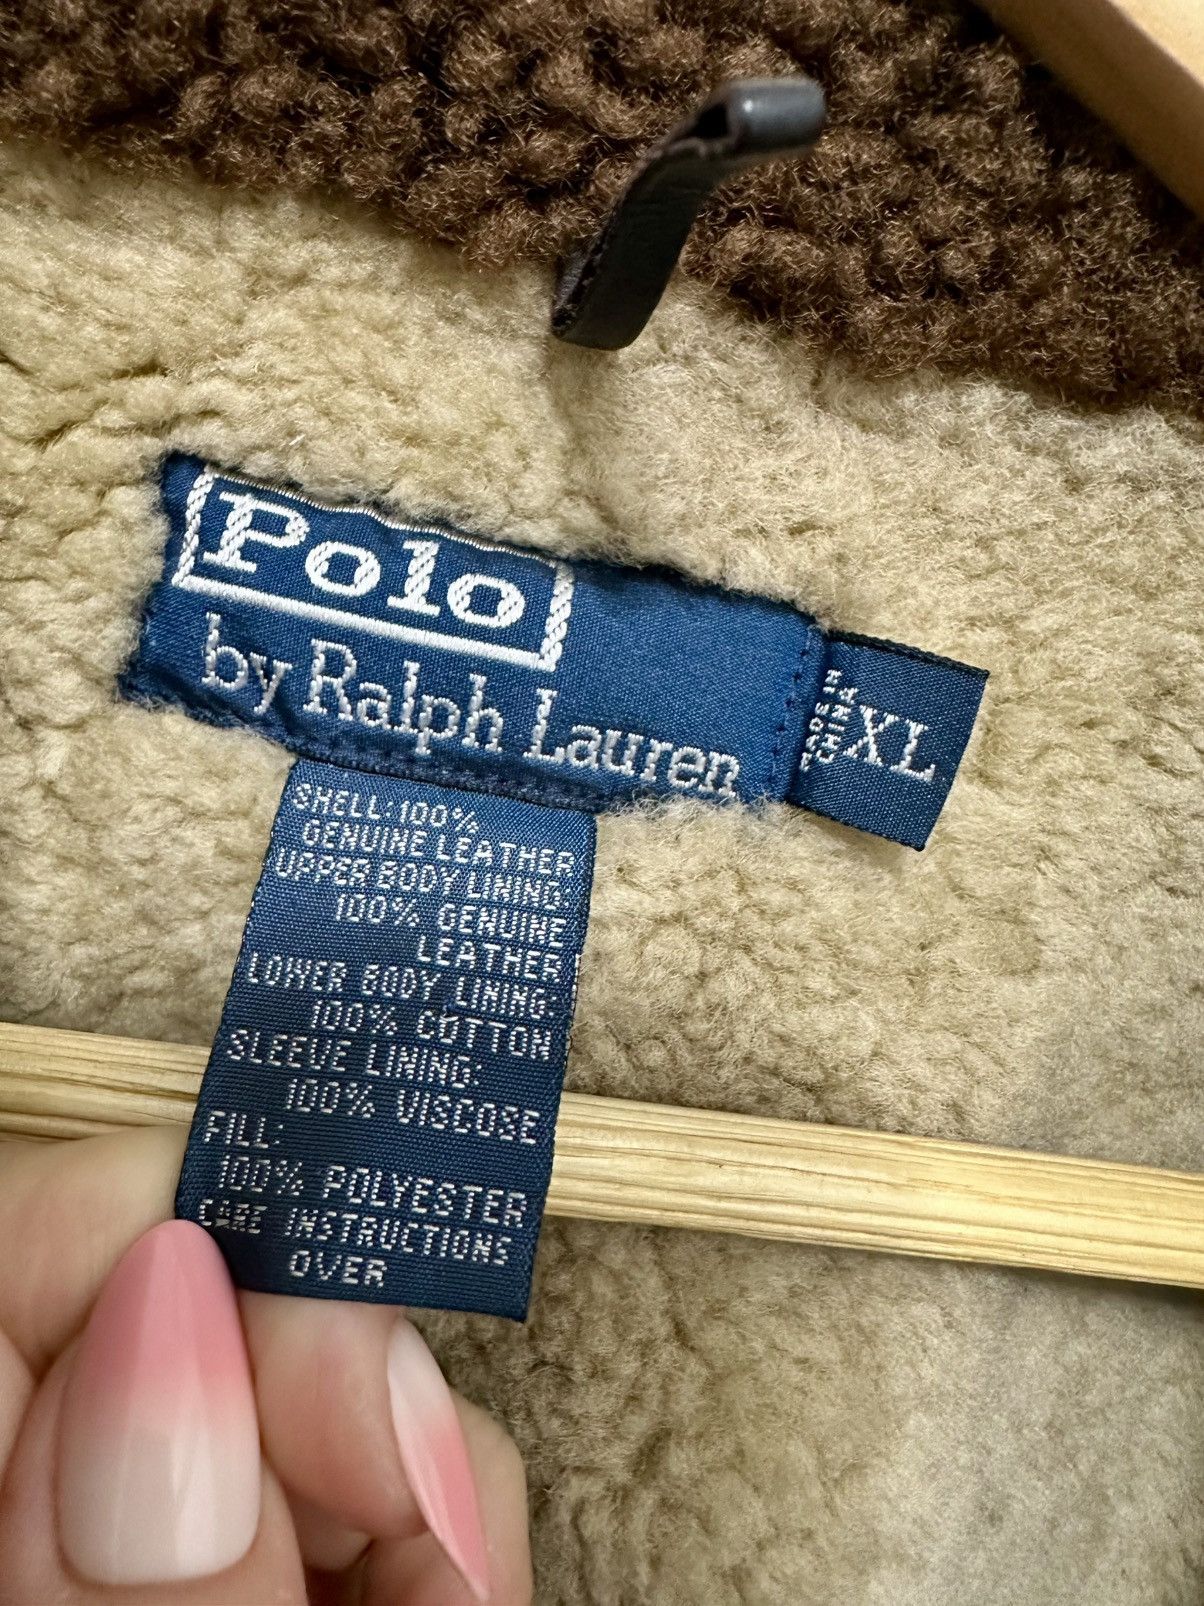 Polo
by Ralph Lauren
XL
MADE IN
CHINA
SHELL: 100%
GENUINE LEATHER
UPPER BODY LINING:
100% GENUINE
LEATHER
LOWER BODY LINING:
100% COTTON
SLEEVE LINING:
100% VISCOSE
FILL:
100% POLYESTER
CARE INSTRUCTIONS
OVER